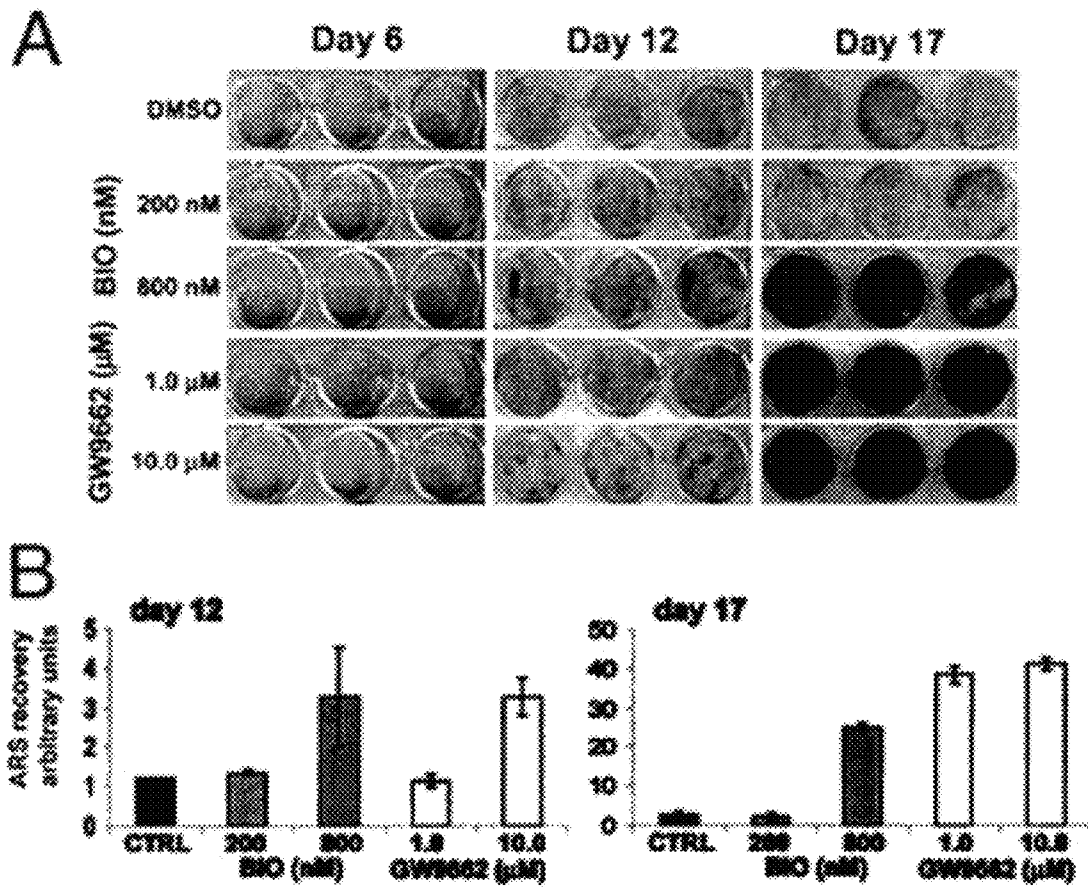 A
Day 6 Day 12 Day 17
DMSO
BIO (nM)
200 nM
800 nM
GW9662 (µM)
1.0 µM
10.0 µM
B
ARS recovery
arbitrary units
day 12
5
4
3
2
1
0
CTRL 200 800 1.0 10.0
BIO (nM) GW9662 (µM)
day 17
50
40
30
20
10
0
CTRL 200 800 1.0 10.0
BIO (nM) GW9662 (µM)